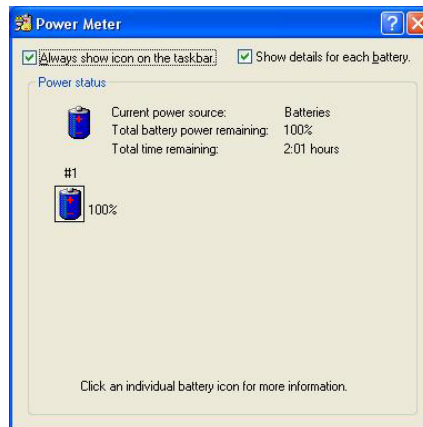 Power Meter
Always show icon on the taskbar.
Show details for each battery.
Power status
Current power source: Batteries
Total battery power remaining: 100%
Total time remaining: 2:01 hours
#1
100%
Click an individual battery icon for more information.